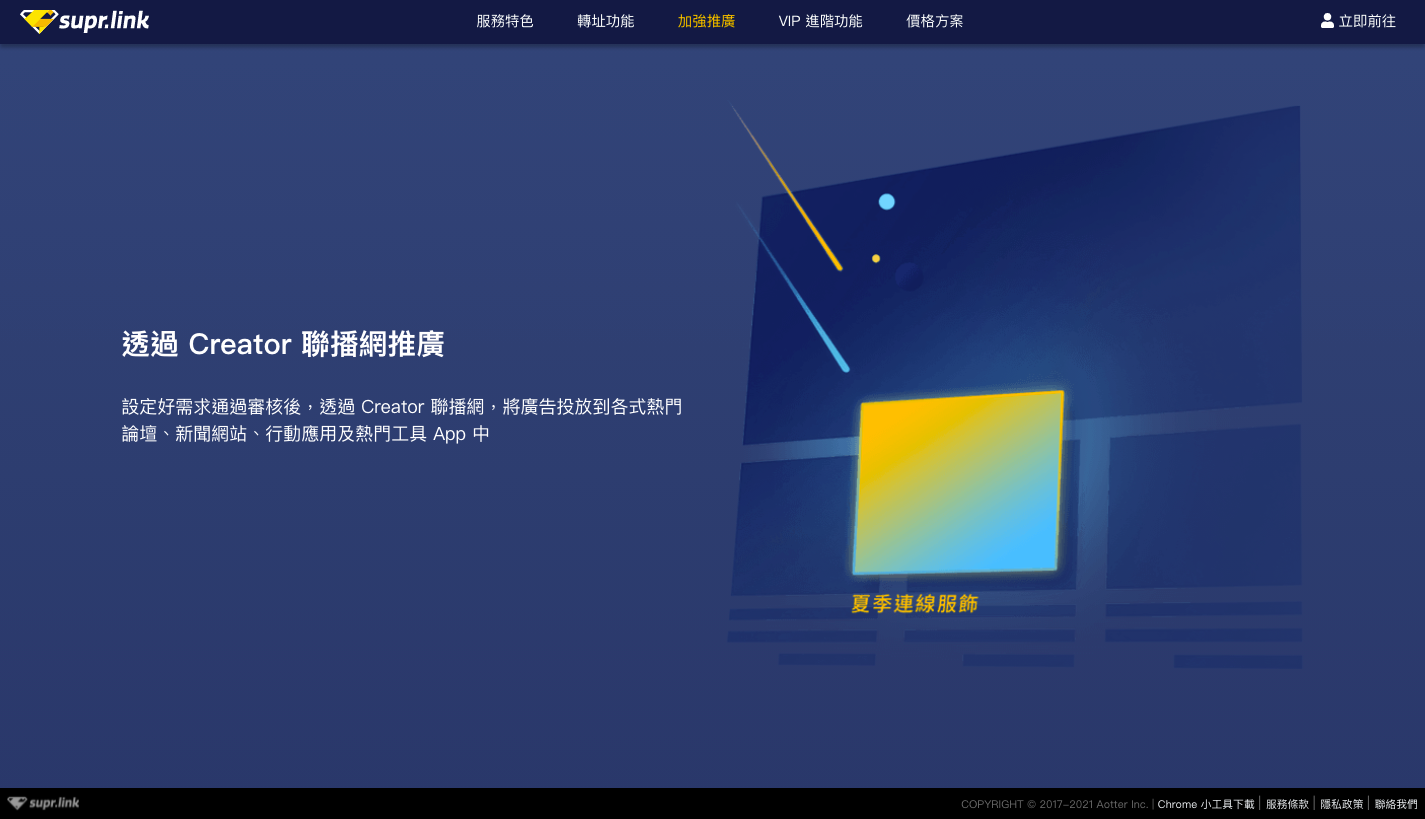 supr.link
服務特色
轉址功能
加強推廣
VIP 進階功能
價格方案
立即前往
透過 Creator 聯播網推廣
設定好需求通過審核後，透過 Creator 聯播網，將廣告投放到各式熱門
論壇、新聞網站、行動應用及熱門工具 App 中
夏季連線服飾
supr.link
COPYRIGHT © 2017-2021 Aotter Inc. | Chrome 小工具下載 | 服務條款 | 隱私政策 | 聯絡我們